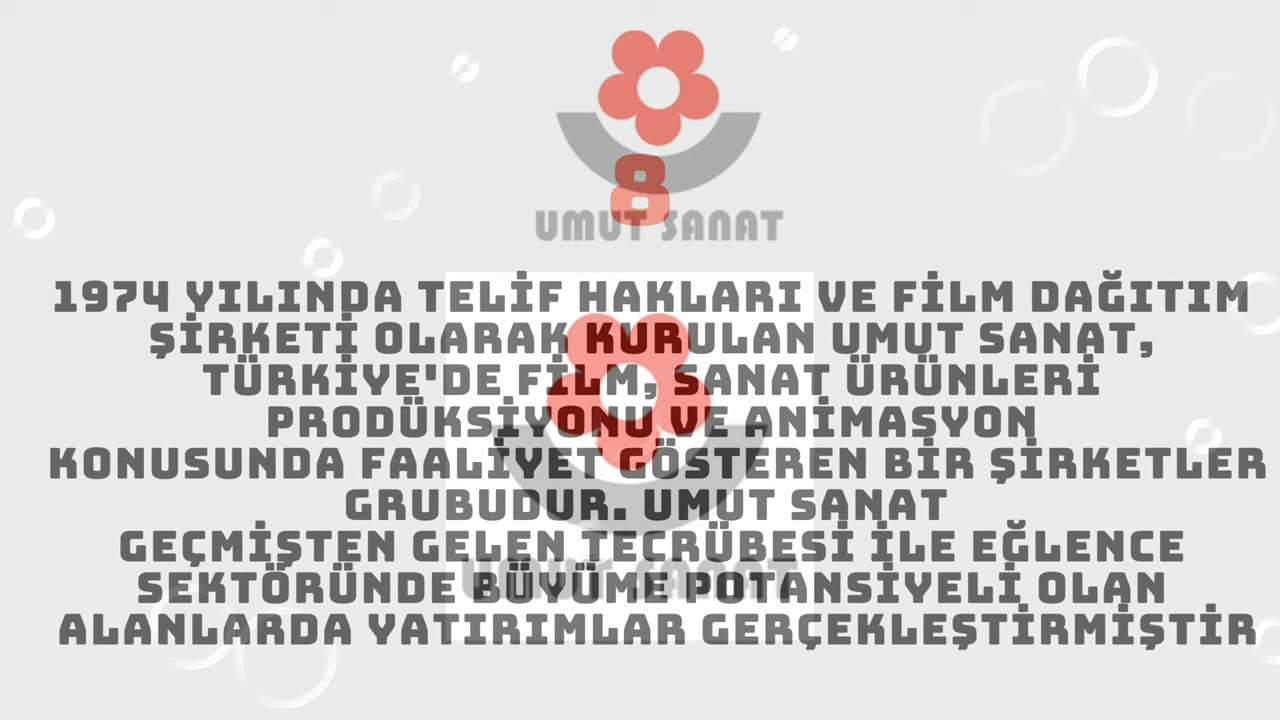 8
UMUT SANAT
1974 YILINDA TELİF HAKLARI VE FİLM DAĞITIM
ŞİRKETİ OLARAK KURULAN UMUT SANAT,
TÜRKİYE'DE FİLM, SANAT ÜRÜNLERİ
PRODÜKSİYONU VE ANİMASYON
KONUSUNDA FAALİYET GÖSTEREN BİR ŞİRKETLER
GRUBUDUR. UMUT SANAT
GEÇMİŞTEN GELEN TECRÜBESİ İLE EĞLENCE
UMUT SANAT
SEKTÖRÜNDE BÜYÜME POTANSİYELİ OLAN
ALANLARDA YATIRIMLAR GERÇEKLEŞTİRMİŞTİR